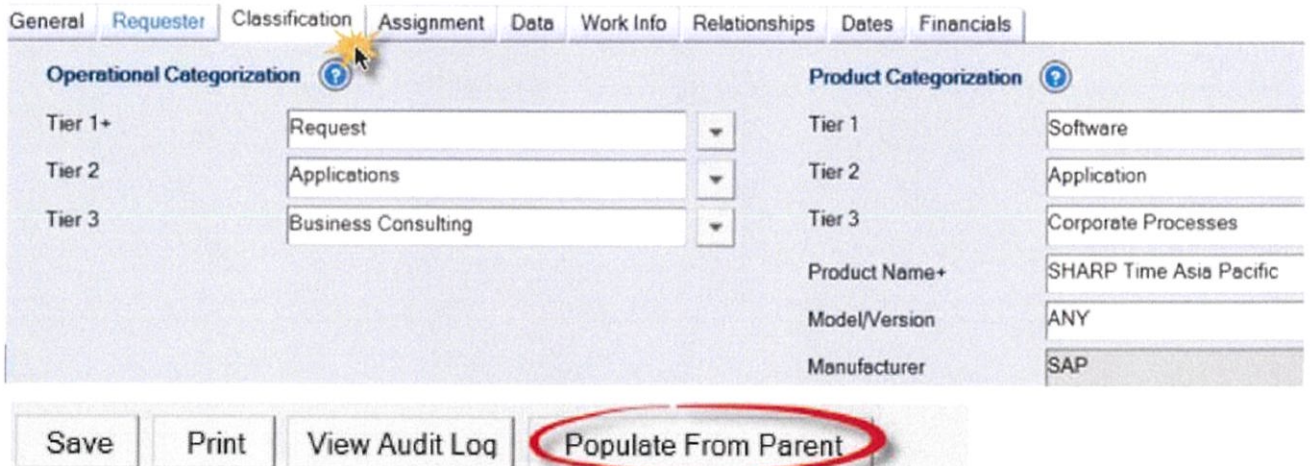 General Requester Classification Assignment Data Work Info Relationships Dates Financials
Operational Categorization ?
Product Categorization ?
Tier 1+ Request
Tier 1 Software
Tier 2 Applications
Tier 2 Application
Tier 3 Business Consulting
Tier 3 Corporate Processes
Product Name+ SHARP Time Asia Pacific
Model/Version ANY
Manufacturer SAP
Save Print View Audit Log Populate From Parent